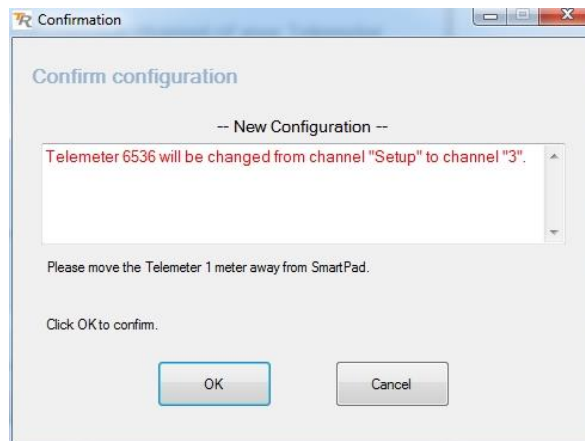 TR Confirmation
Confirm configuration
-- New Configuration --
Telemeter 6536 will be changed from channel "Setup" to channel "3".
Please move the Telemeter 1 meter away from SmartPad.
Click OK to confirm.
OK Cancel